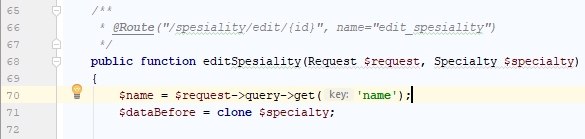 65 /**
66 * @Route("/spesiality/edit/{id}", name="edit_spesiality")
67 */
68 public function editSpesiality(Request $request, Specialty $specialty)
69 {
70 $name = $request->query->get( key: 'name');
71 $dataBefore = clone $specialty;
72